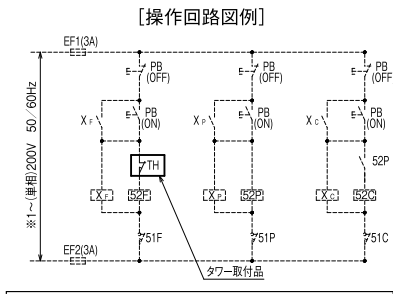 [操作回路図例]
EF1(3A)
PB
(OFF)
PB
(OFF)
PB
(OFF)
XF
PB
(ON)
XP
PB
(ON)
XC
PB
(ON)
※1~(単相)200V 50/60Hz
TH
52P
XF
52F
XP
52P
XC
52C
51F
51P
51C
EF2(3A)
タワー取付品